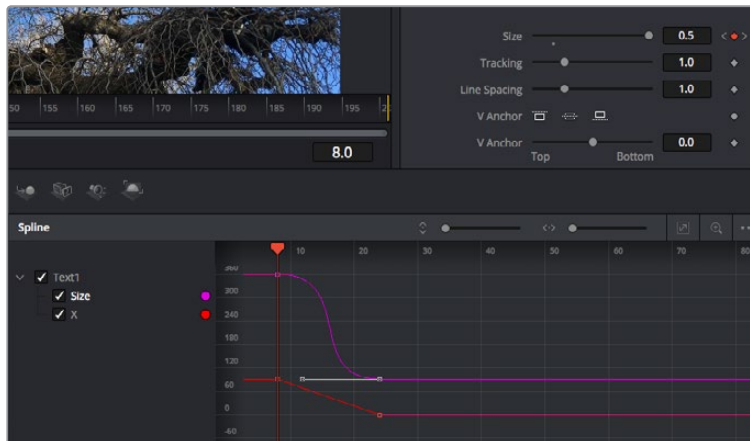 Size 0.5
Tracking 1.0
Line Spacing 1.0
V Anchor
V Anchor 0.0
Top Bottom
50 155 160 165 170 175 180 185 190 195
8.0
Spline
10 20 30 40 50 60 70 80
Text1
Size
X
360
300
240
180
120
60
0
-60